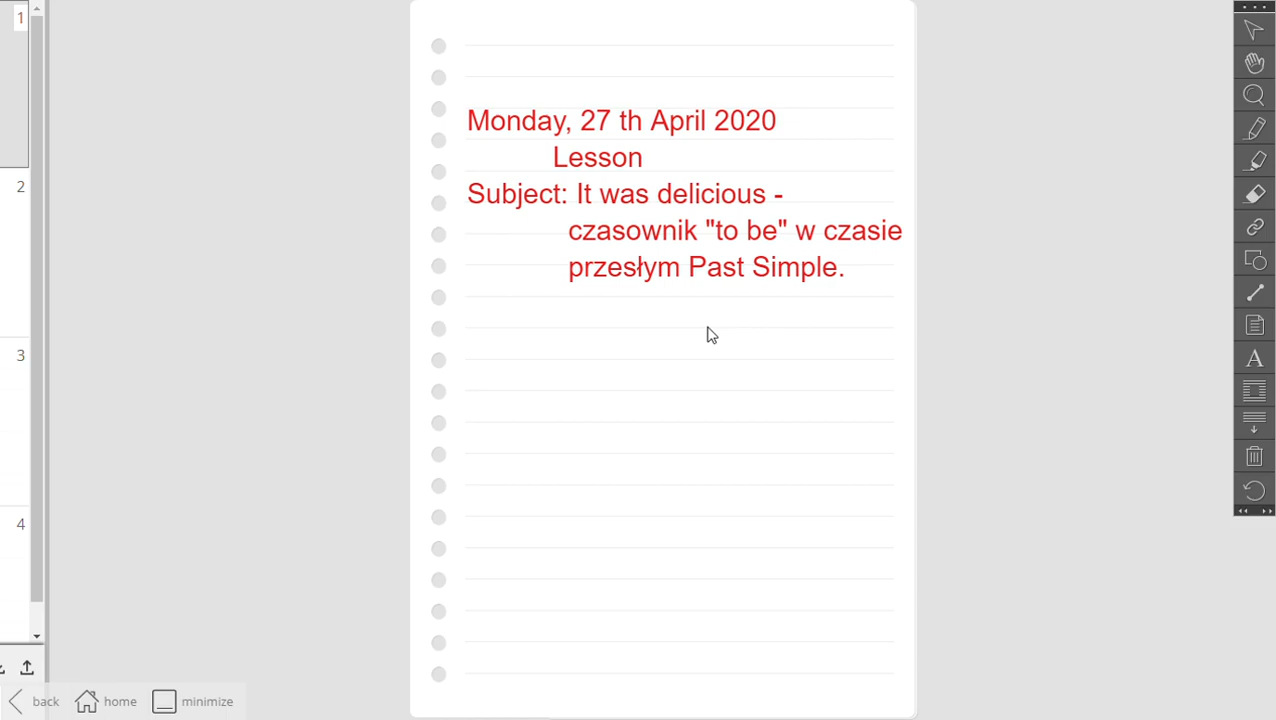 1
2
3
4
Monday, 27 th April 2020
Lesson
Subject: It was delicious -
czasownik "to be" w czasie
przesłym Past Simple.
A
back
home
minimize